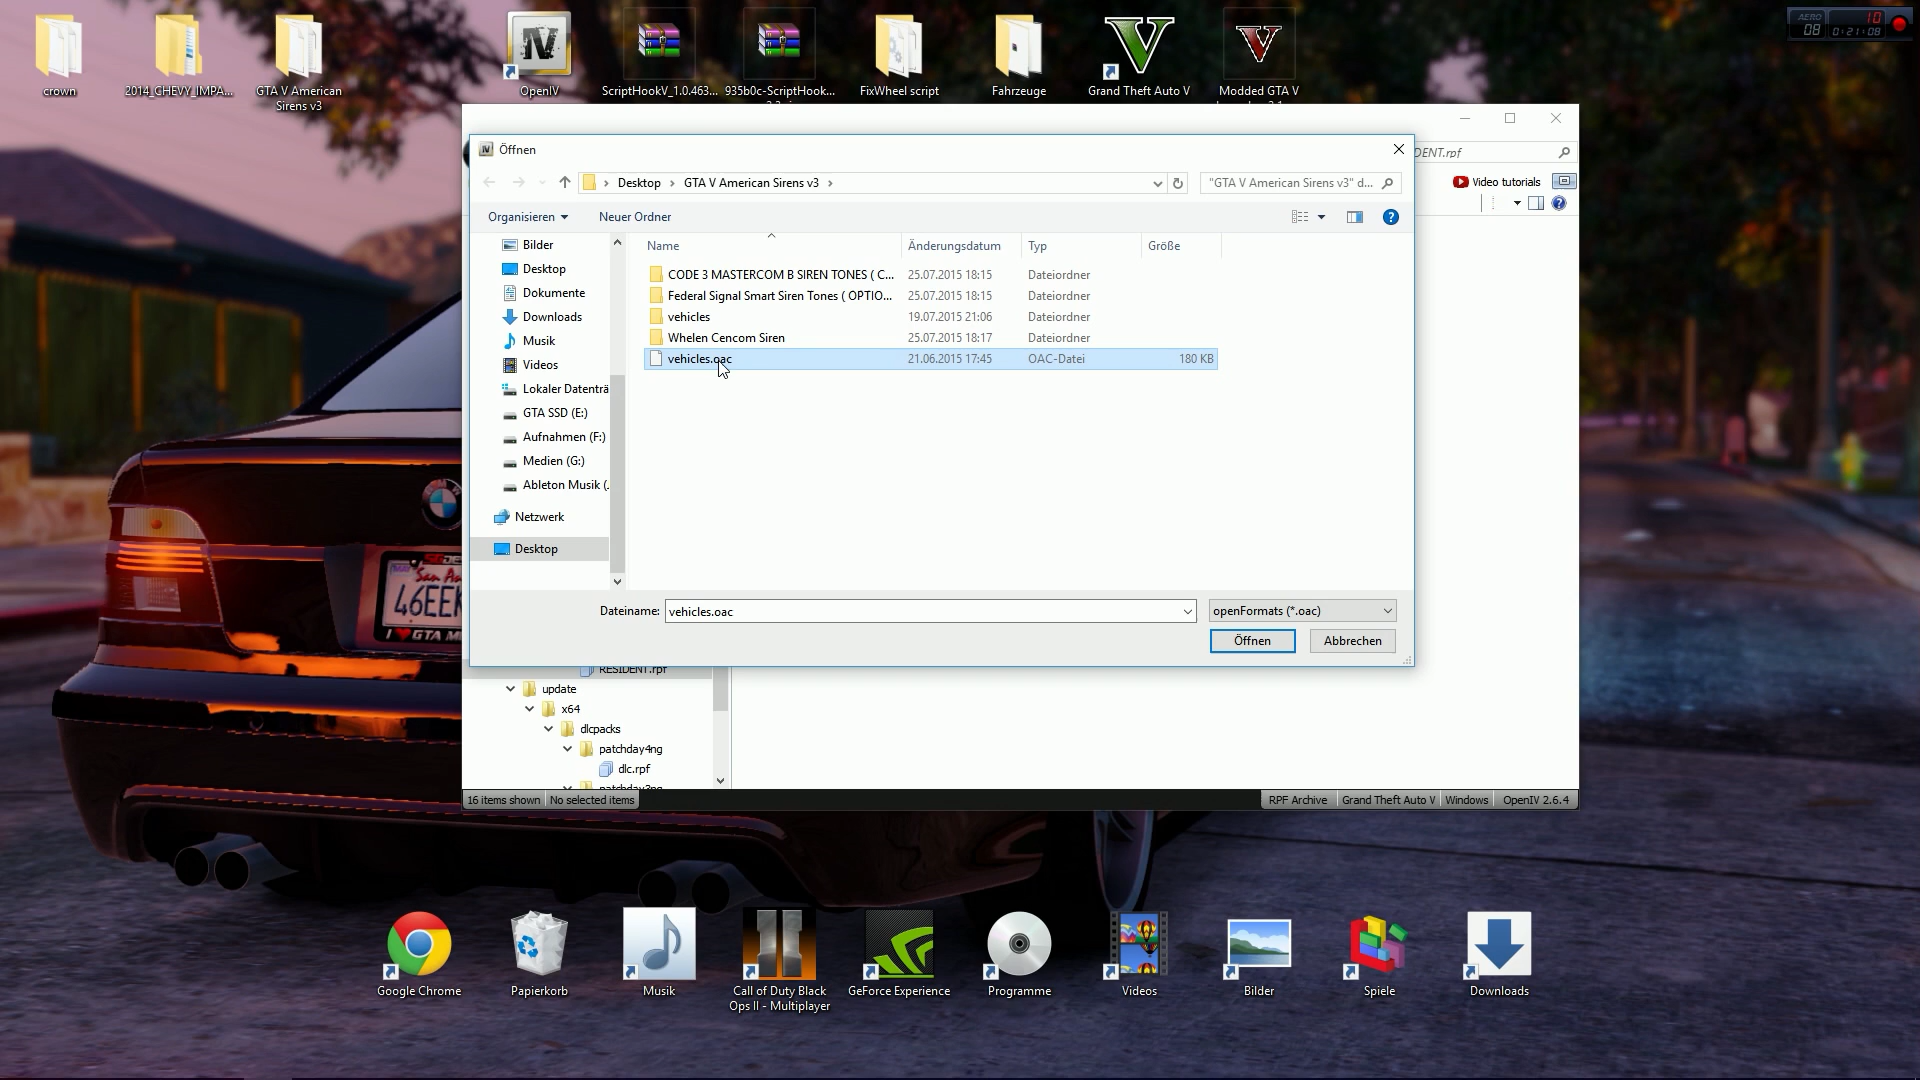 crown
2014_CHEVY_IMPA...
GTA V American
Sirens v3
OpenIV
ScriptHookV_1.0.463...
935b0c-ScriptHook...
FixWheel script
Fahrzeuge
Grand Theft Auto V
Modded GTA V
AERO
08
10
0:21:08
Öffnen
DENT.rpf
Desktop
GTA V American Sirens v3
"GTA V American Sirens v3" d...
Video tutorials
Organisieren
Neuer Ordner
Name
Änderungsdatum
Typ
Größe
Bilder
Desktop
Dokumente
Downloads
Musik
Videos
Lokaler Datenträ
GTA SSD (E:)
Aufnahmen (F:)
Medien (G:)
Ableton Musik (.
Netzwerk
Desktop
CODE 3 MASTERCOM B SIREN TONES ( C... 25.07.2015 18:15 Dateiordner
Federal Signal Smart Siren Tones ( OPTIO... 25.07.2015 18:15 Dateiordner
vehicles 19.07.2015 21:06 Dateiordner
Whelen Cencom Siren 25.07.2015 18:17 Dateiordner
vehicles.oac 21.06.2015 17:45 OAC-Datei 180 KB
Dateiname:
vehicles.oac
openFormats (*.oac)
Öffnen
Abbrechen
RESIDENT.rpf
update
x64
dlcpacks
patchday4ng
dlc.rpf
16 items shown
No selected items
RPF Archive
Grand Theft Auto V
Windows
OpenIV 2.6.4
BMW
San An
46EEK
I ♥ GTA M
Google Chrome
Papierkorb
Musik
Call of Duty Black
Ops II - Multiplayer
GeForce Experience
Programme
Videos
Bilder
Spiele
Downloads